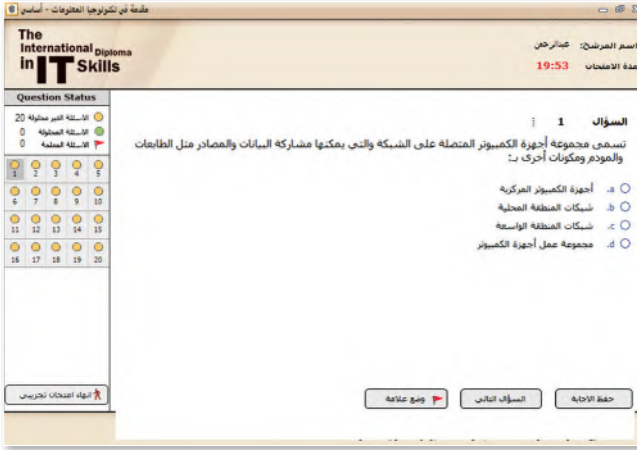 مقدمة في تكنولوجيا المعلومات - أساسي
The
International Diploma
in IT Skills
اسم المرشح: عبدالرحمن
مدة الامتحان 19:53
Question Status
الاسئلة الغير محلولة 20
الاسئلة المحلولة 0
الاسئلة المعلمة 0
1 2 3 4 5
6 7 8 9 10
11 12 13 14 15
16 17 18 19 20
السؤال 1 :
تسمى مجموعة أجهزة الكمبيوتر المتصلة على الشبكة والتي يمكنها مشاركة البيانات والمصادر مثل الطابعات
والمودم ومكونات أخرى بـ:
a. أجهزة الكمبيوتر المركزية
b. شبكات المنطقة المحلية
c. شبكات المنطقة الواسعة
d. مجموعة عمل أجهزة الكمبيوتر
حفظ الاجابة
السؤال التالي
وضع علامة
انهاء امتحان تجريبي